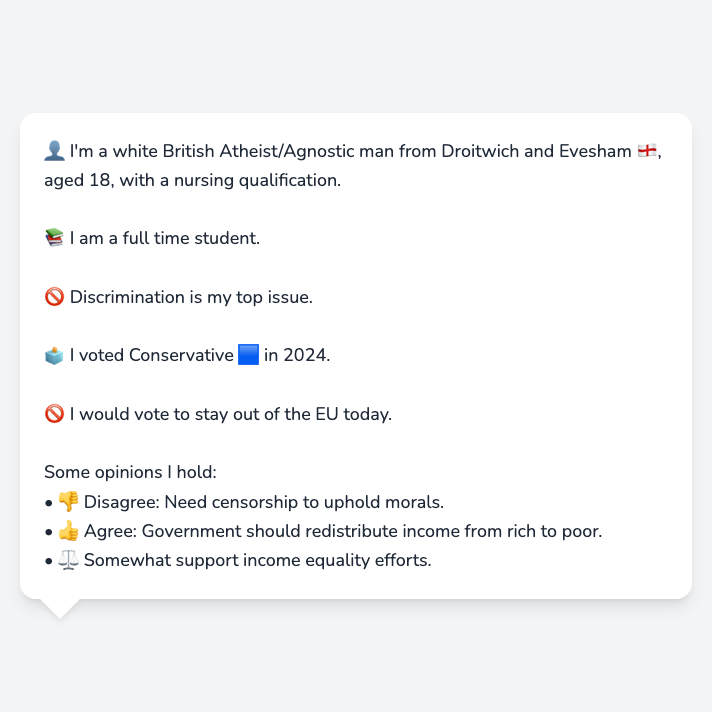 👤 I'm a white British Atheist/Agnostic man from Droitwich and Evesham 🏴󠁧󠁢󠁥󠁮󠁧󠁿,
aged 18, with a nursing qualification.
📚 I am a full time student.
🚫 Discrimination is my top issue.
🗳️ I voted Conservative 🟦 in 2024.
🚫 I would vote to stay out of the EU today.
Some opinions I hold:
• 👎 Disagree: Need censorship to uphold morals.
• 👍 Agree: Government should redistribute income from rich to poor.
• ⚖️ Somewhat support income equality efforts.